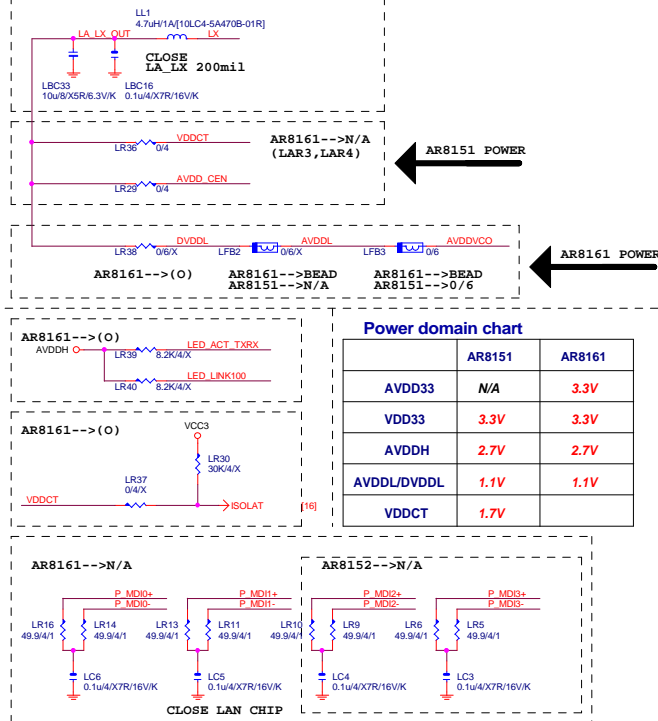 LL1
4.7uH/1A/[10LC4-5A470B-01R]
LA_LX_OUT
LX
CLOSE
LA_LX 200mil
LBC33
10u/8/X5R/6.3V/K
LBC16
0.1u/4/X7R/16V/K
VDDCT
LR36 0/4
AR8161-->N/A
(LAR3,LAR4)
AR8151 POWER
AVDD_CEN
LR29 0/4
DVDDL
LR38 0/6/X
LFB2 0/6/X
AVDDL
LFB3 0/6
AVDDVCO
AR8161 POWER
AR8161-->(O)
AR8161-->BEAD
AR8151-->N/A
AR8161-->BEAD
AR8151-->0/6
AR8161-->(O)
AVDDH
LED_ACT_TXRX
LR39 8.2K/4/X
LED_LINK100
LR40 8.2K/4/X
AR8161-->(O)
VCC3
LR30
30K/4/X
LR37
0/4/X
VDDCT
ISOLAT [16]
Power domain chart
AR8151 AR8161
AVDD33 N/A 3.3V
VDD33 3.3V 3.3V
AVDDH 2.7V 2.7V
AVDDL/DVDDL 1.1V 1.1V
VDDCT 1.7V
AR8161-->N/A
AR8152-->N/A
P_MDI0+
P_MDI0-
P_MDI1+
P_MDI1-
P_MDI2+
P_MDI2-
P_MDI3+
P_MDI3-
LR16
49.9/4/1
LR14
49.9/4/1
LR13
49.9/4/1
LR11
49.9/4/1
LR10
49.9/4/1
LR9
49.9/4/1
LR6
49.9/4/1
LR5
49.9/4/1
LC6
0.1u/4/X7R/16V/K
LC5
0.1u/4/X7R/16V/K
LC4
0.1u/4/X7R/16V/K
LC3
0.1u/4/X7R/16V/K
CLOSE LAN CHIP